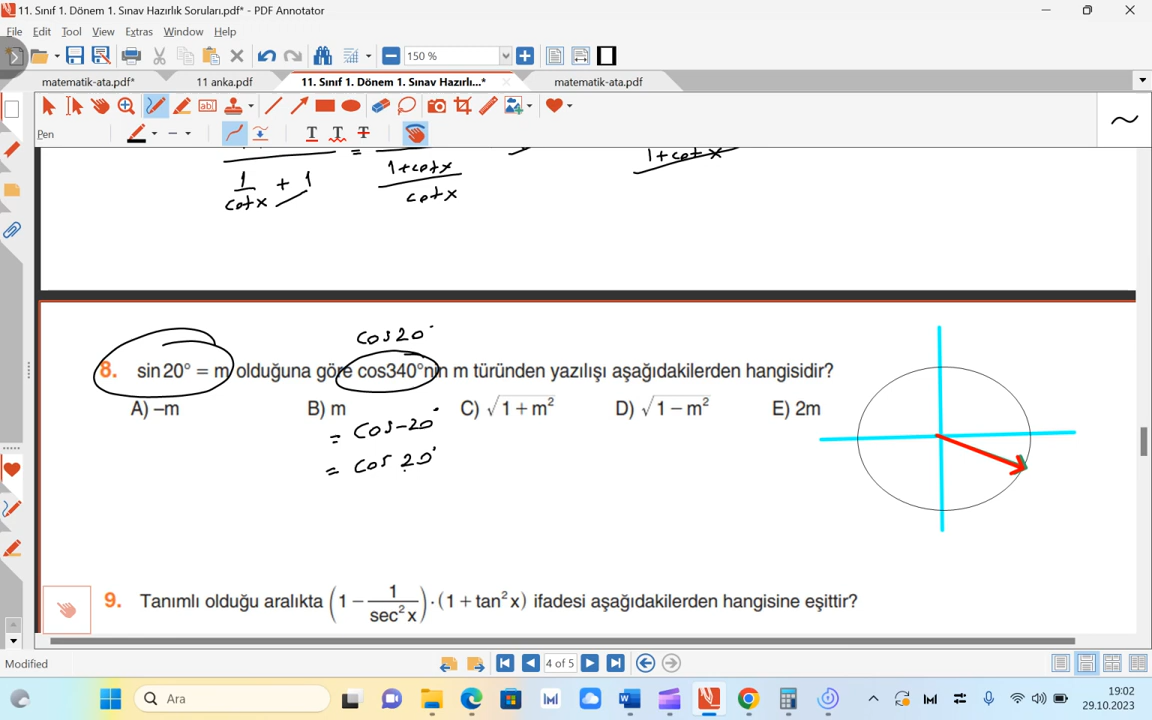 11. Sınıf 1. Dönem 1. Sınav Hazırlık Soruları.pdf* - PDF Annotator
File Edit Tool View Extras Window Help
150 %
matematik-ata.pdf* 11 anka.pdf 11. Sınıf 1. Dönem 1. Sınav Hazırlı...* matematik-ata.pdf
Pen
1/cotx + 1 = 1+cotx/cotx
1+cotx
cos20°
8. sin20° = m olduğuna göre cos340°nin m türünden yazılışı aşağıdakilerden hangisidir?
A) –m B) m C) √1+m² D) √1−m² E) 2m
= cos-20°
= cos20°
9. Tanımlı olduğu aralıkta (1 − 1/sec²x)·(1+tan²x) ifadesi aşağıdakilerden hangisine eşittir?
Modified 4 of 5
Ara
19:02
29.10.2023